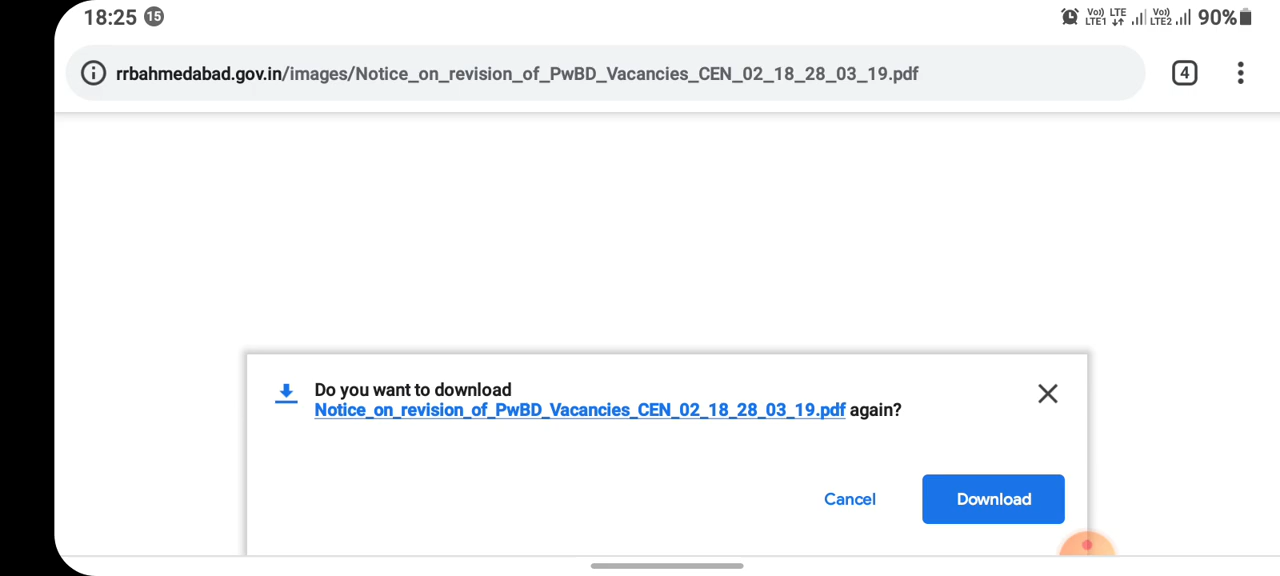 18:25 15 Vo) LTE1 LTE Vo) LTE2 90%
rrbahmedabad.gov.in/images/Notice_on_revision_of_PwBD_Vacancies_CEN_02_18_28_03_19.pdf 4
Do you want to download
Notice_on_revision_of_PwBD_Vacancies_CEN_02_18_28_03_19.pdf again?
Cancel Download